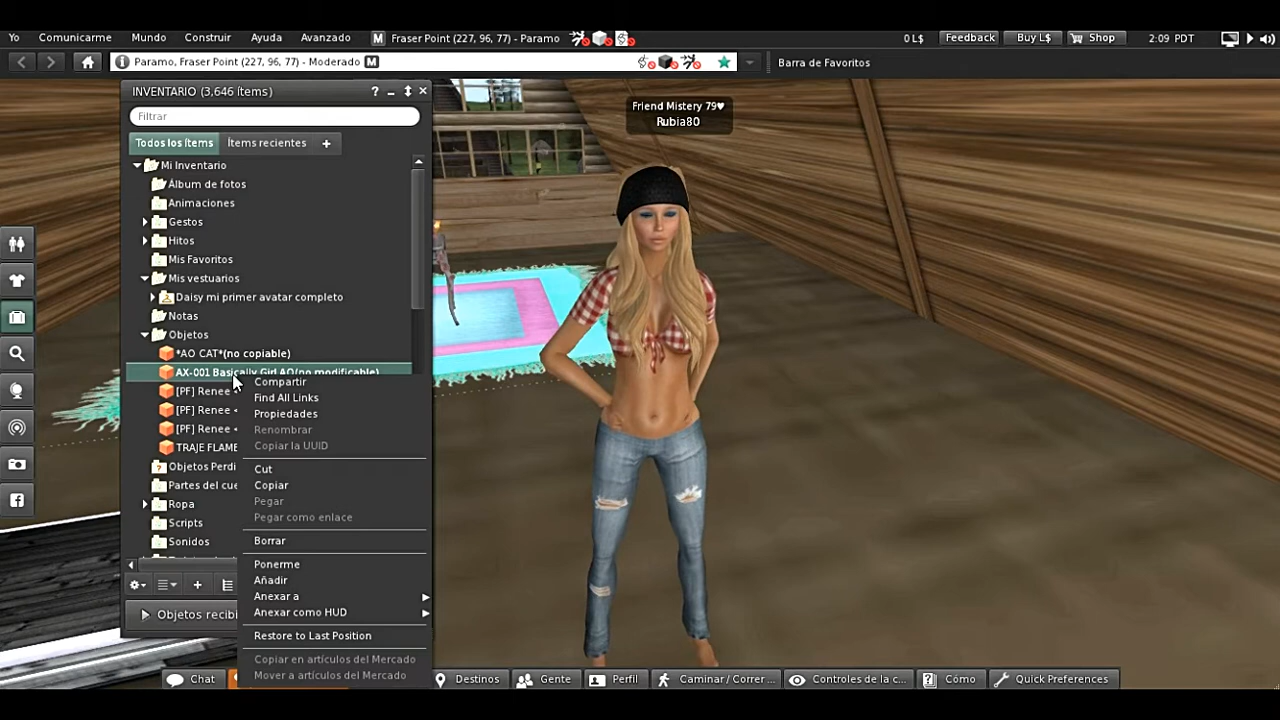 Yo Comunicarme Mundo Construir Ayuda Avanzado M Fraser Point (227, 96, 77) - Paramo 0 L$ Feedback Buy L$ Shop 2:09 PDT
Paramo, Fraser Point (227, 96, 77) - Moderado M Barra de Favoritos
INVENTARIO (3,646 ítems) ?
Filtrar
Todos los ítems Ítems recientes +
Mi Inventario
Álbum de fotos
Animaciones
Gestos
Hitos
Mis Favoritos
Mis vestuarios
Daisy mi primer avatar completo
Notas
Objetos
*AO CAT*(no copiable)
AX-001 Basically Girl AO(no modificable)
[PF] Renee
[PF] Renee
[PF] Renee
TRAJE FLAME
Objetos Perdi
Partes del cue
Ropa
Scripts
Sonidos
Objetos recibi
Compartir
Find All Links
Propiedades
Renombrar
Copiar la UUID
Cut
Copiar
Pegar
Pegar como enlace
Borrar
Ponerme
Añadir
Anexar a
Anexar como HUD
Restore to Last Position
Copiar en artículos del Mercado
Mover a artículos del Mercado
Friend Mistery 79♥
Rubia80
Chat Destinos Gente Perfil Caminar / Correr ... Controles de la c... Cómo Quick Preferences